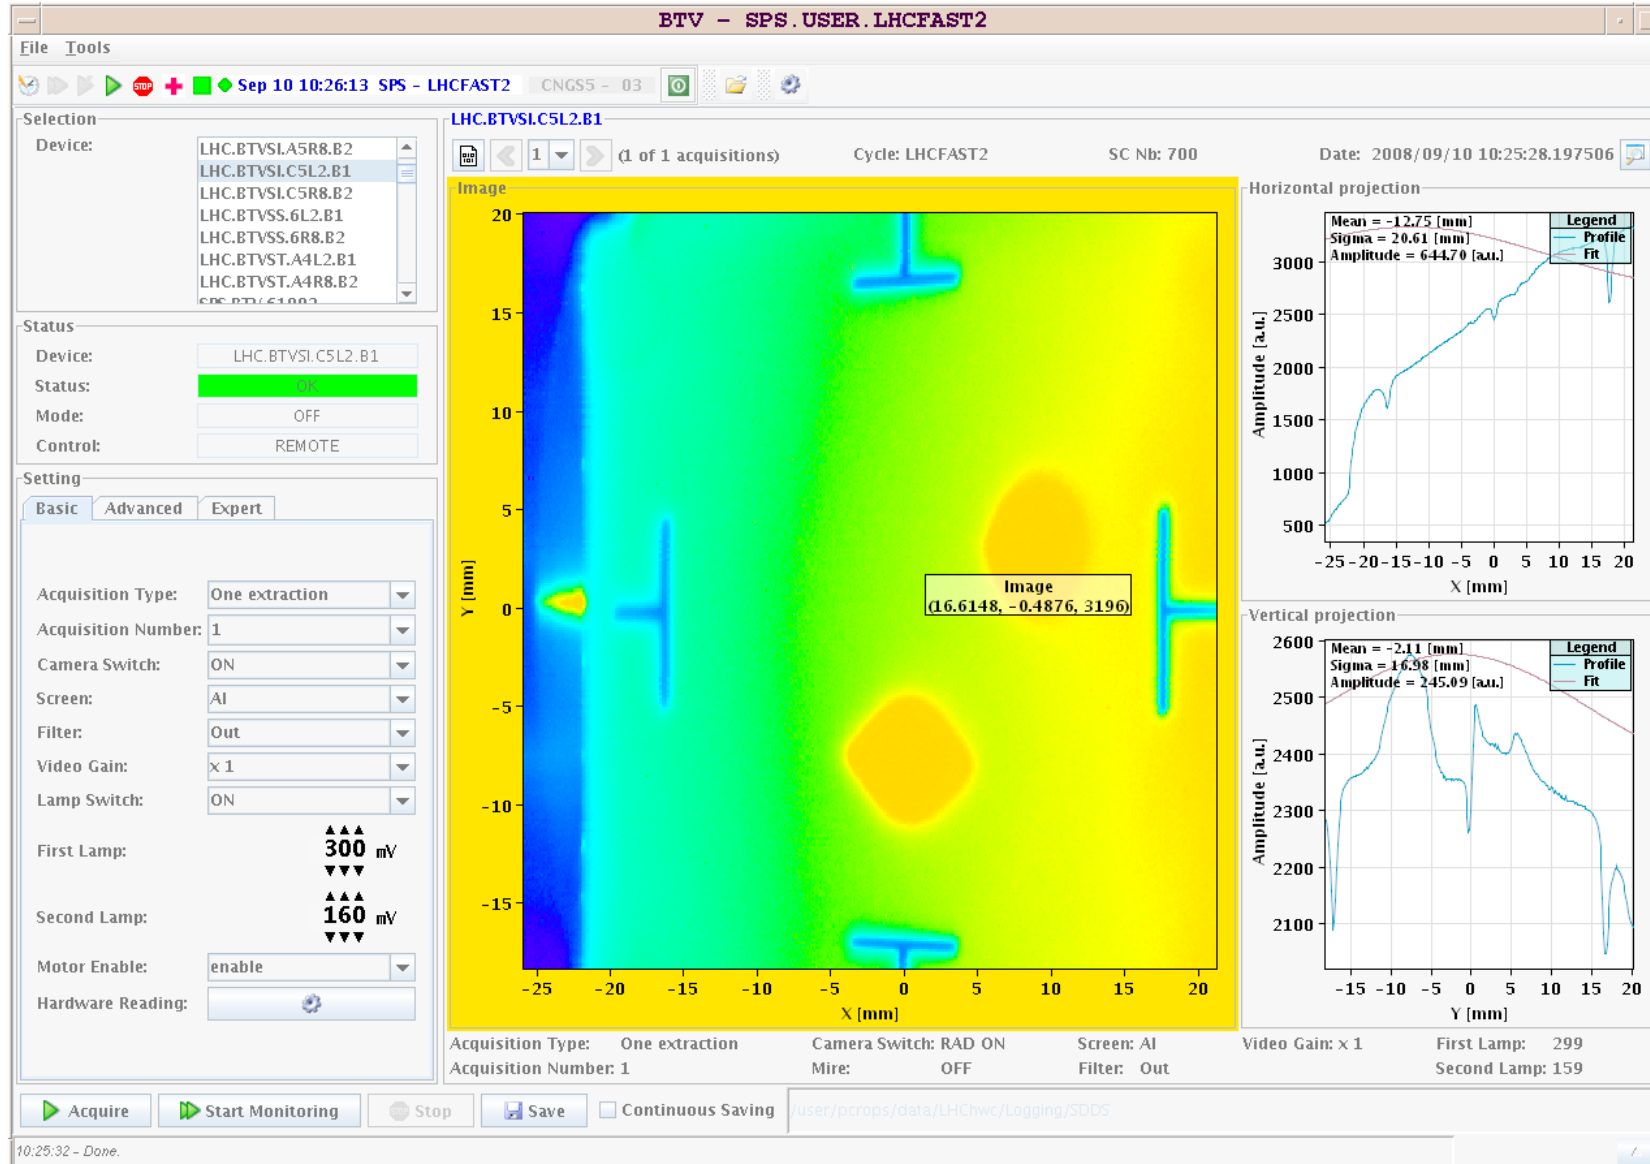 BTV - SPS.USER.LHCFAST2
File Tools
Sep 10 10:26:13 SPS - LHCFAST2 CNGS5 - 03
Selection
Device:
LHC.BTVSI.A5R8.B2
LHC.BTVSI.C5L2.B1
LHC.BTVSI.C5R8.B2
LHC.BTVSS.6L2.B1
LHC.BTVSS.6R8.B2
LHC.BTVST.A4L2.B1
LHC.BTVST.A4R8.B2
Status
Device: LHC.BTVSI.C5L2.B1
Status: OK
Mode: OFF
Control: REMOTE
Setting
Basic Advanced Expert
Acquisition Type: One extraction
Acquisition Number: 1
Camera Switch: ON
Screen: Al
Filter: Out
Video Gain: x 1
Lamp Switch: ON
First Lamp: 300 mV
Second Lamp: 160 mV
Motor Enable: enable
Hardware Reading:
LHC.BTVSI.C5L2.B1
1 (1 of 1 acquisitions) Cycle: LHCFAST2 SC Nb: 700 Date: 2008/09/10 10:25:28.197506
Image
20
15
10
5
0
-5
-10
-15
Y [mm]
Image
(16.6148, -0.4876, 3196)
-25 -20 -15 -10 -5 0 5 10 15 20
X [mm]
Horizontal projection
Mean = -12.75 [mm]
Sigma = 20.61 [mm]
Amplitude = 644.70 [a.u.]
Legend
Profile
Fit
3000
2500
2000
1500
1000
500
Amplitude [a.u.]
-25 -20 -15 -10 -5 0 5 10 15 20
X [mm]
Vertical projection
Mean = -2.11 [mm]
Sigma = 16.98 [mm]
Amplitude = 245.09 [a.u.]
Legend
Profile
Fit
2600
2500
2400
2300
2200
2100
Amplitude [a.u.]
-15 -10 -5 0 5 10 15 20
Y [mm]
Acquisition Type: One extraction Camera Switch: RAD ON Screen: Al Video Gain: x 1 First Lamp: 299
Acquisition Number: 1 Mire: OFF Filter: Out Second Lamp: 159
Acquire Start Monitoring STOP Stop Save Continuous Saving /user/pcrops/data/LHChwc/Logging/SDDS
10:25:32 - Done.